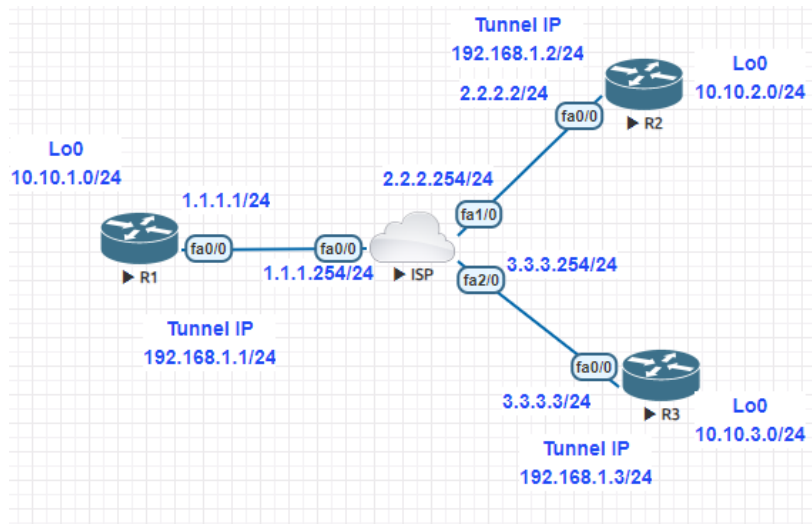 Tunnel IP
192.168.1.2/24
Lo0
10.10.2.0/24
2.2.2.2/24
fa0/0
R2
Lo0
10.10.1.0/24
2.2.2.254/24
1.1.1.1/24
fa1/0
fa0/0
fa0/0
R1
1.1.1.254/24
ISP
3.3.3.254/24
fa2/0
Tunnel IP
192.168.1.1/24
fa0/0
3.3.3.3/24
R3
Lo0
10.10.3.0/24
Tunnel IP
192.168.1.3/24